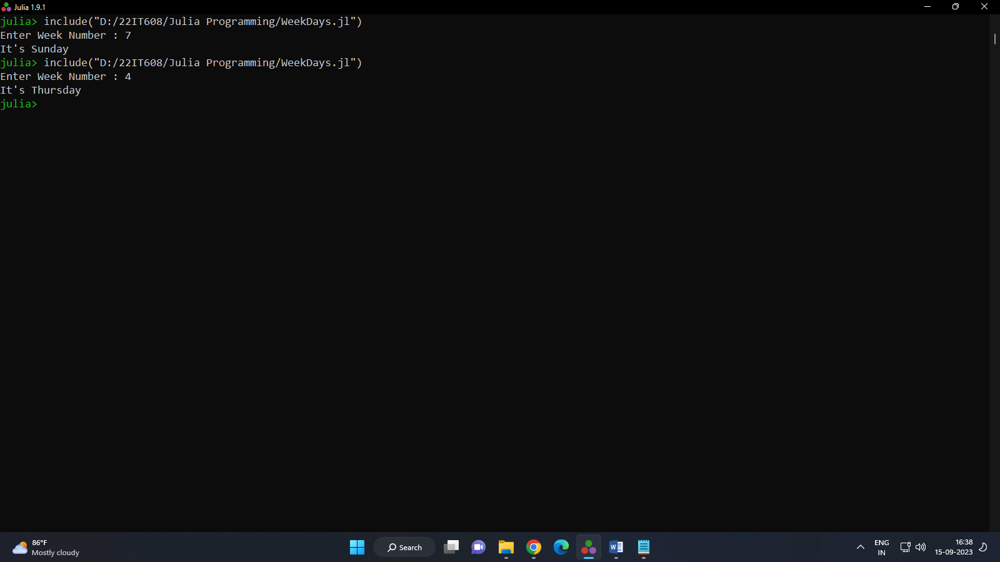 Julia 1.9.1
julia> include("D:/22IT608/Julia Programming/WeekDays.jl")
Enter Week Number : 7
It's Sunday
julia> include("D:/22IT608/Julia Programming/WeekDays.jl")
Enter Week Number : 4
It's Thursday
julia>
86°F
Mostly cloudy
Search
W
ENG
IN
16:38
15-09-2023